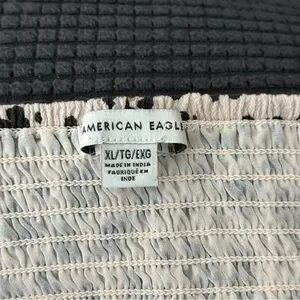 AMERICAN EAGLE
XL/TG/EXG
MADE IN INDIA
FABRIQUÉ EN
INDE